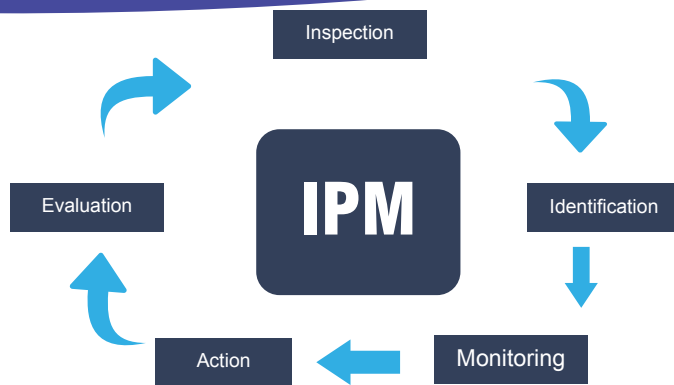 Inspection
Identification
Monitoring
Action
Evaluation
IPM